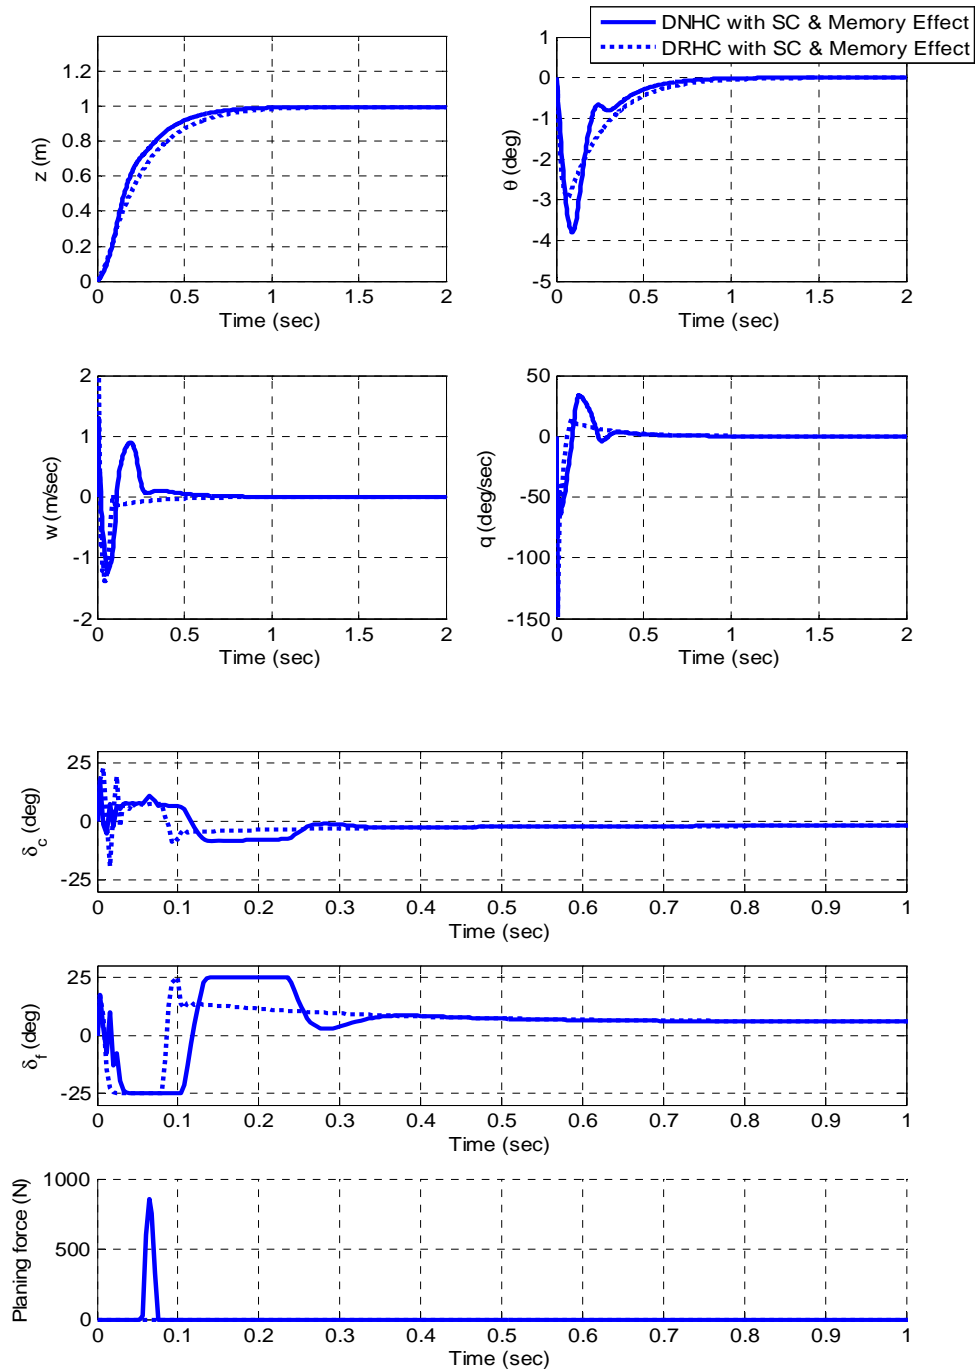 DNHC with SC & Memory Effect
DRHC with SC & Memory Effect
1.2
1
0.8
0.6
0.4
0.2
0
z (m)
0 0.5 1 1.5 2
Time (sec)
1
0
-1
-2
-3
-4
-5
θ (deg)
0 0.5 1 1.5 2
Time (sec)
2
1
0
-1
-2
w (m/sec)
0 0.5 1 1.5 2
Time (sec)
50
0
-50
-100
-150
q (deg/sec)
0 0.5 1 1.5 2
Time (sec)
25
0
-25
δc (deg)
0 0.1 0.2 0.3 0.4 0.5 0.6 0.7 0.8 0.9 1
Time (sec)
25
0
-25
δf (deg)
0 0.1 0.2 0.3 0.4 0.5 0.6 0.7 0.8 0.9 1
Time (sec)
1000
500
0
Planing force (N)
0 0.1 0.2 0.3 0.4 0.5 0.6 0.7 0.8 0.9 1
Time (sec)